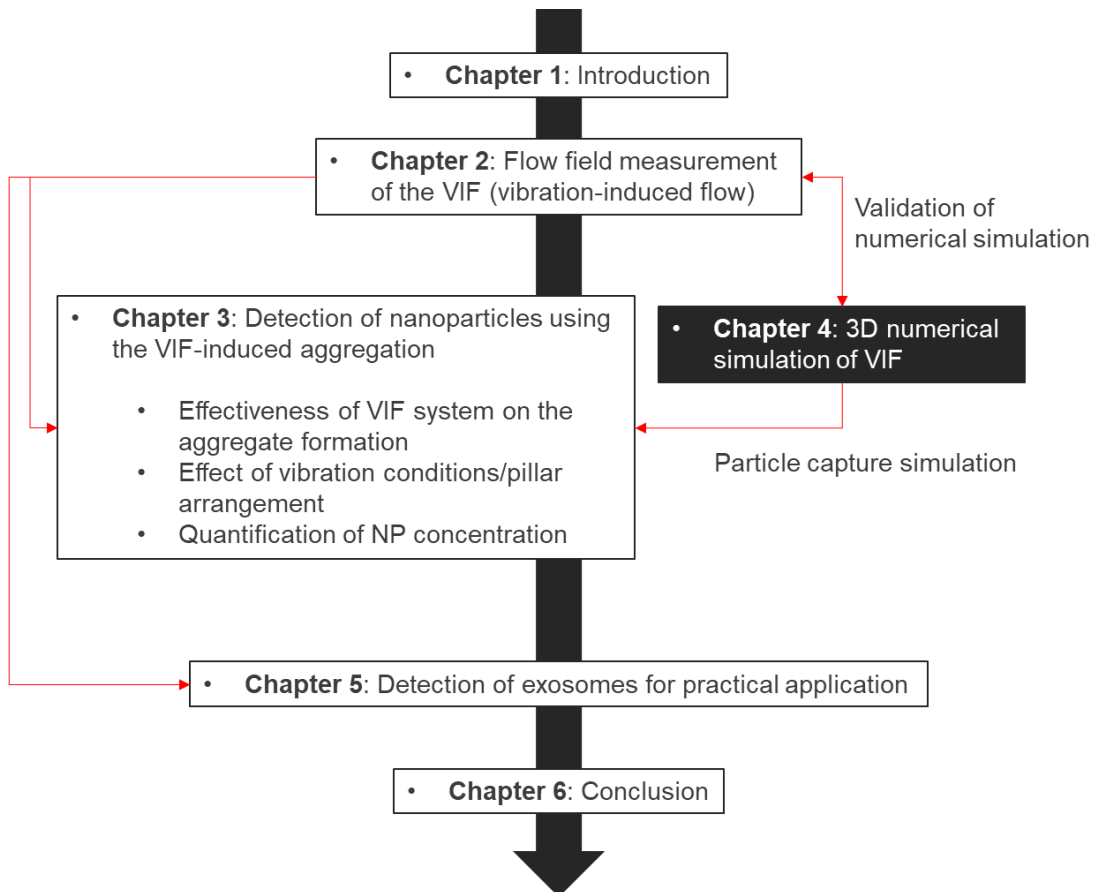 • Chapter 1: Introduction
• Chapter 2: Flow field measurement
of the VIF (vibration-induced flow)
Validation of
numerical simulation
• Chapter 3: Detection of nanoparticles using
the VIF-induced aggregation
• Effectiveness of VIF system on the
aggregate formation
• Effect of vibration conditions/pillar
arrangement
• Quantification of NP concentration
• Chapter 4: 3D numerical
simulation of VIF
Particle capture simulation
• Chapter 5: Detection of exosomes for practical application
• Chapter 6: Conclusion